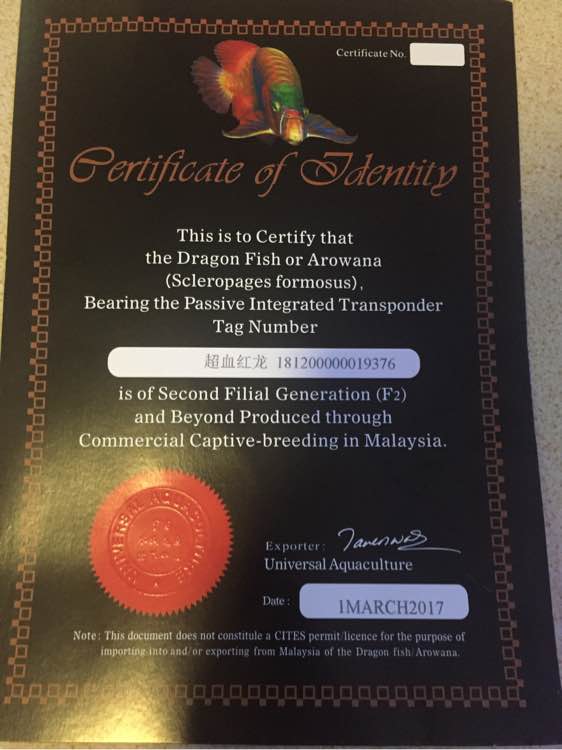 Certificate No.
Certificate of Identity
This is to Certify that
the Dragon Fish or Arowana
(Scleropages formosus),
Bearing the Passive Integrated Transponder
Tag Number
超血红龙 181200000019376
is of Second Filial Generation (F2)
and Beyond Produced through
Commercial Captive-breeding in Malaysia.
UNIVERSAL AQUACULTURE
Exporter:
Universal Aquaculture
Date:
1MARCH2017
Note: This document does not constitule a CITES permit/licence for the purpose of
importing into and/or exporting from Malaysia of the Dragon fish/Arowana.